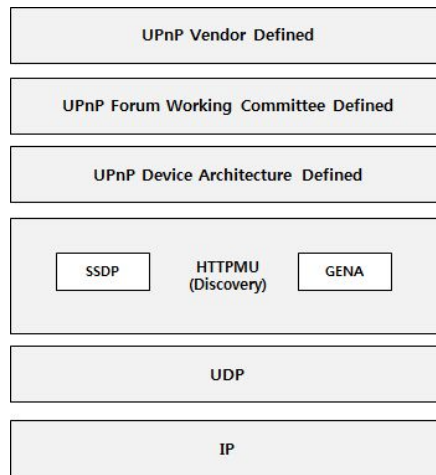 UPnP Vendor Defined
UPnP Forum Working Committee Defined
UPnP Device Architecture Defined
SSDP
HTTPMU
(Discovery)
GENA
UDP
IP